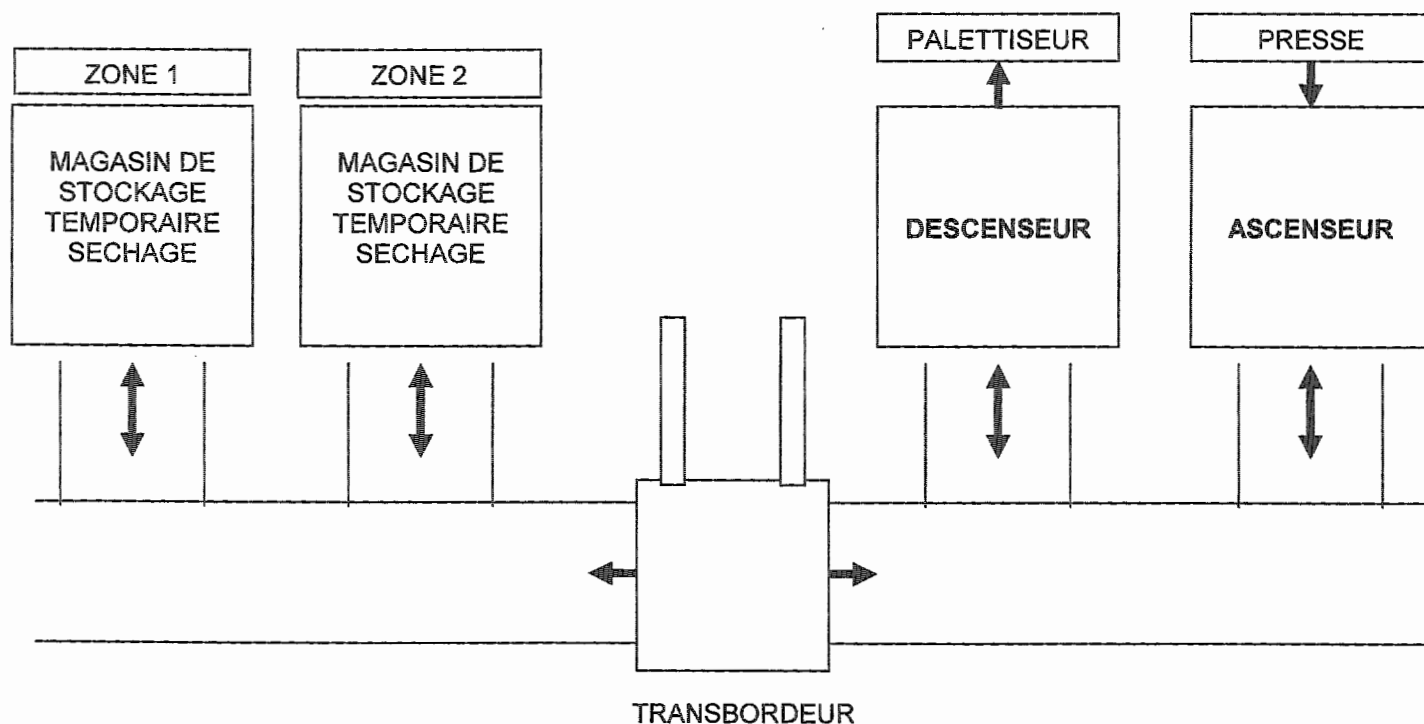 PALETTISEUR
PRESSE
ZONE 1
ZONE 2
MAGASIN DE
STOCKAGE
TEMPORAIRE
SECHAGE
MAGASIN DE
STOCKAGE
TEMPORAIRE
SECHAGE
DESCENSEUR
ASCENSEUR
TRANSBORDEUR